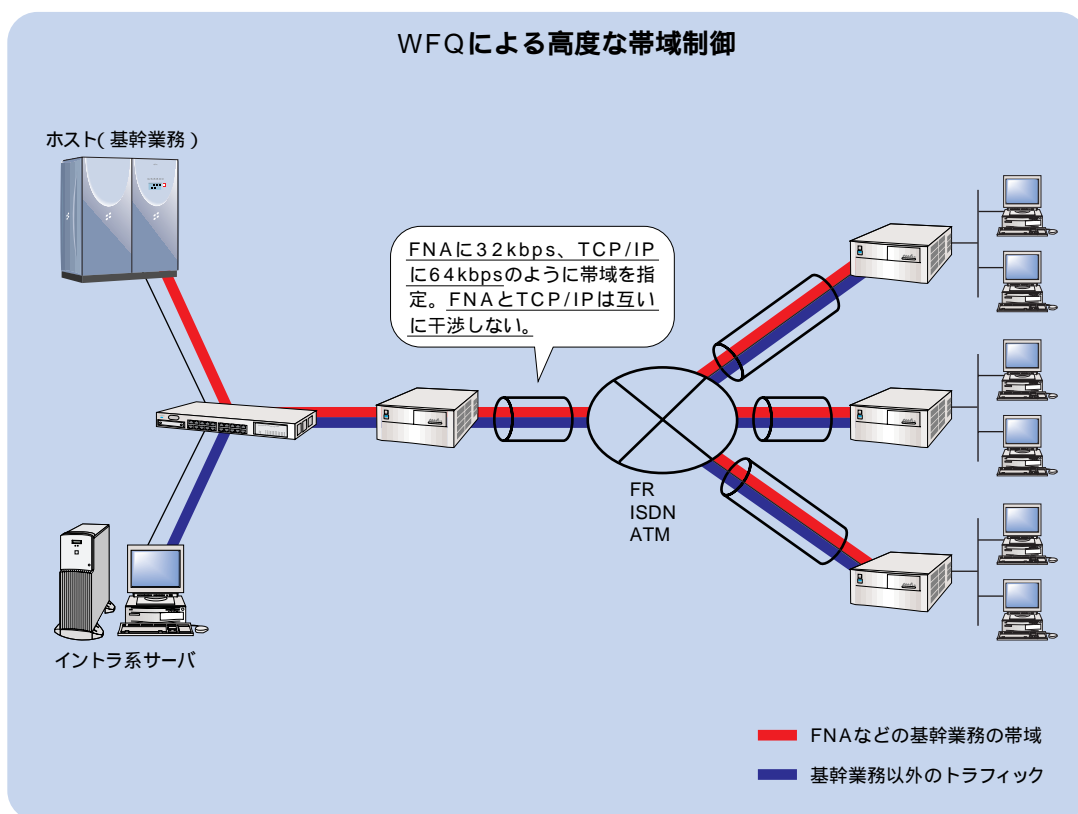 WFQによる高度な帯域制御
ホスト(基幹業務)
FNAに32kbps、TCP/IP
に64kbpsのように帯域を指
定。FNAとTCP/IPは互い
に干渉しない。
FR
ISDN
ATM
イントラ系サーバ
FNAなどの基幹業務の帯域
基幹業務以外のトラフィック